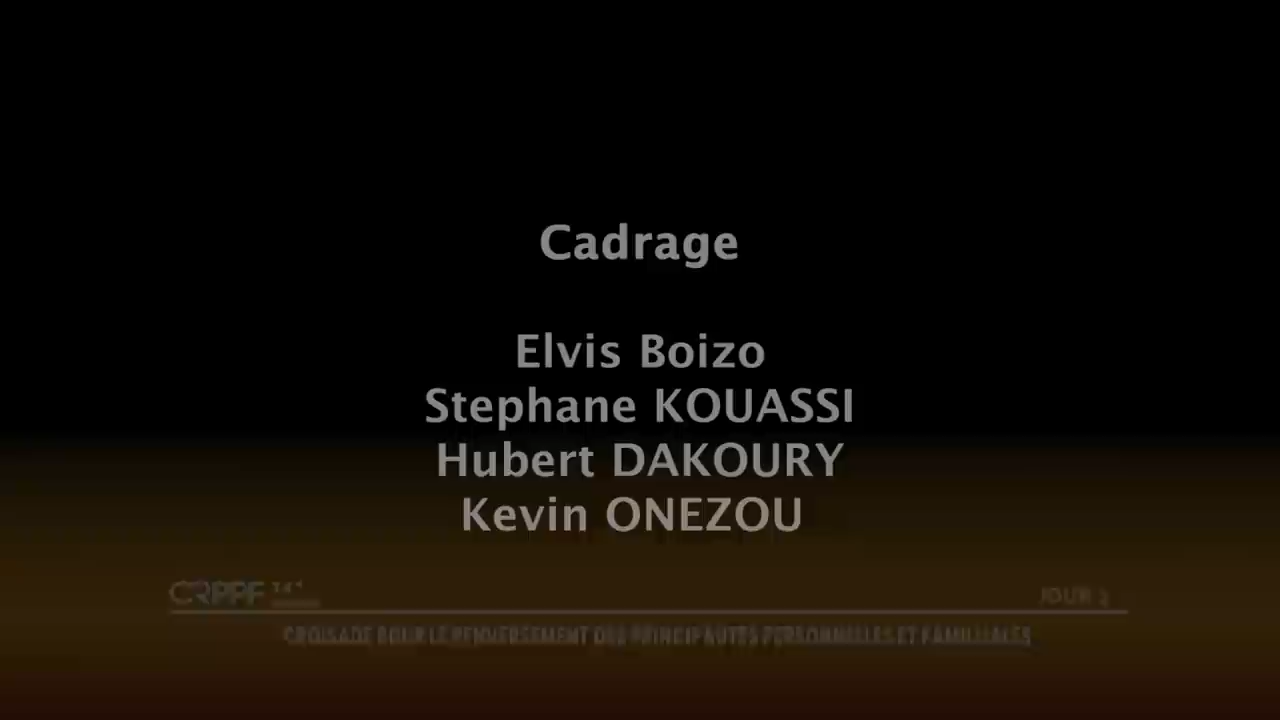 Cadrage
Elvis Boizo
Stephane KOUASSI
Hubert DAKOURY
Kevin ONEZOU
CRPPF
JOUR
CROISADE POUR LE RENVERSEMENT DES PRINCIPAUTES PERSONNELLES ET FAMILIALES